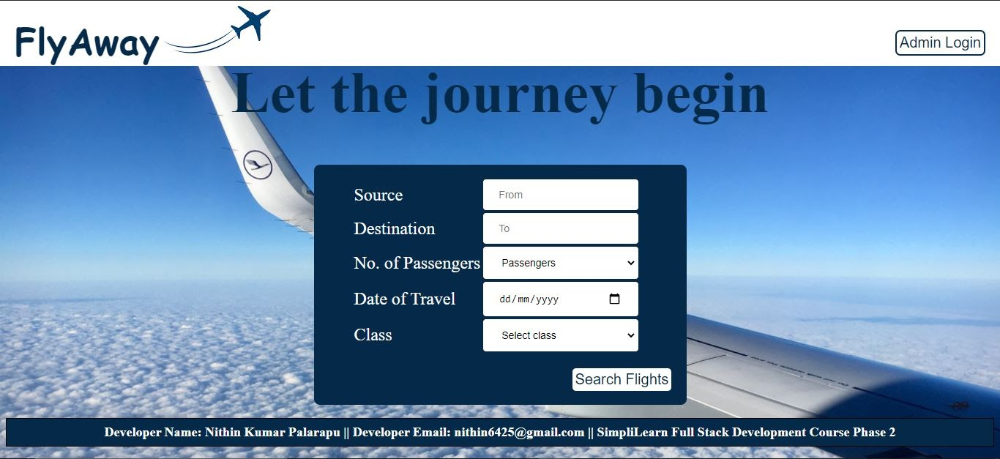 FlyAway
Admin Login
Let the journey begin
Source From
Destination To
No. of Passengers Passengers
Date of Travel dd/mm/yyyy
Class Select class
Search Flights
Developer Name: Nithin Kumar Palarapu || Developer Email: nithin6425@gmail.com || SimpliLearn Full Stack Development Course Phase 2